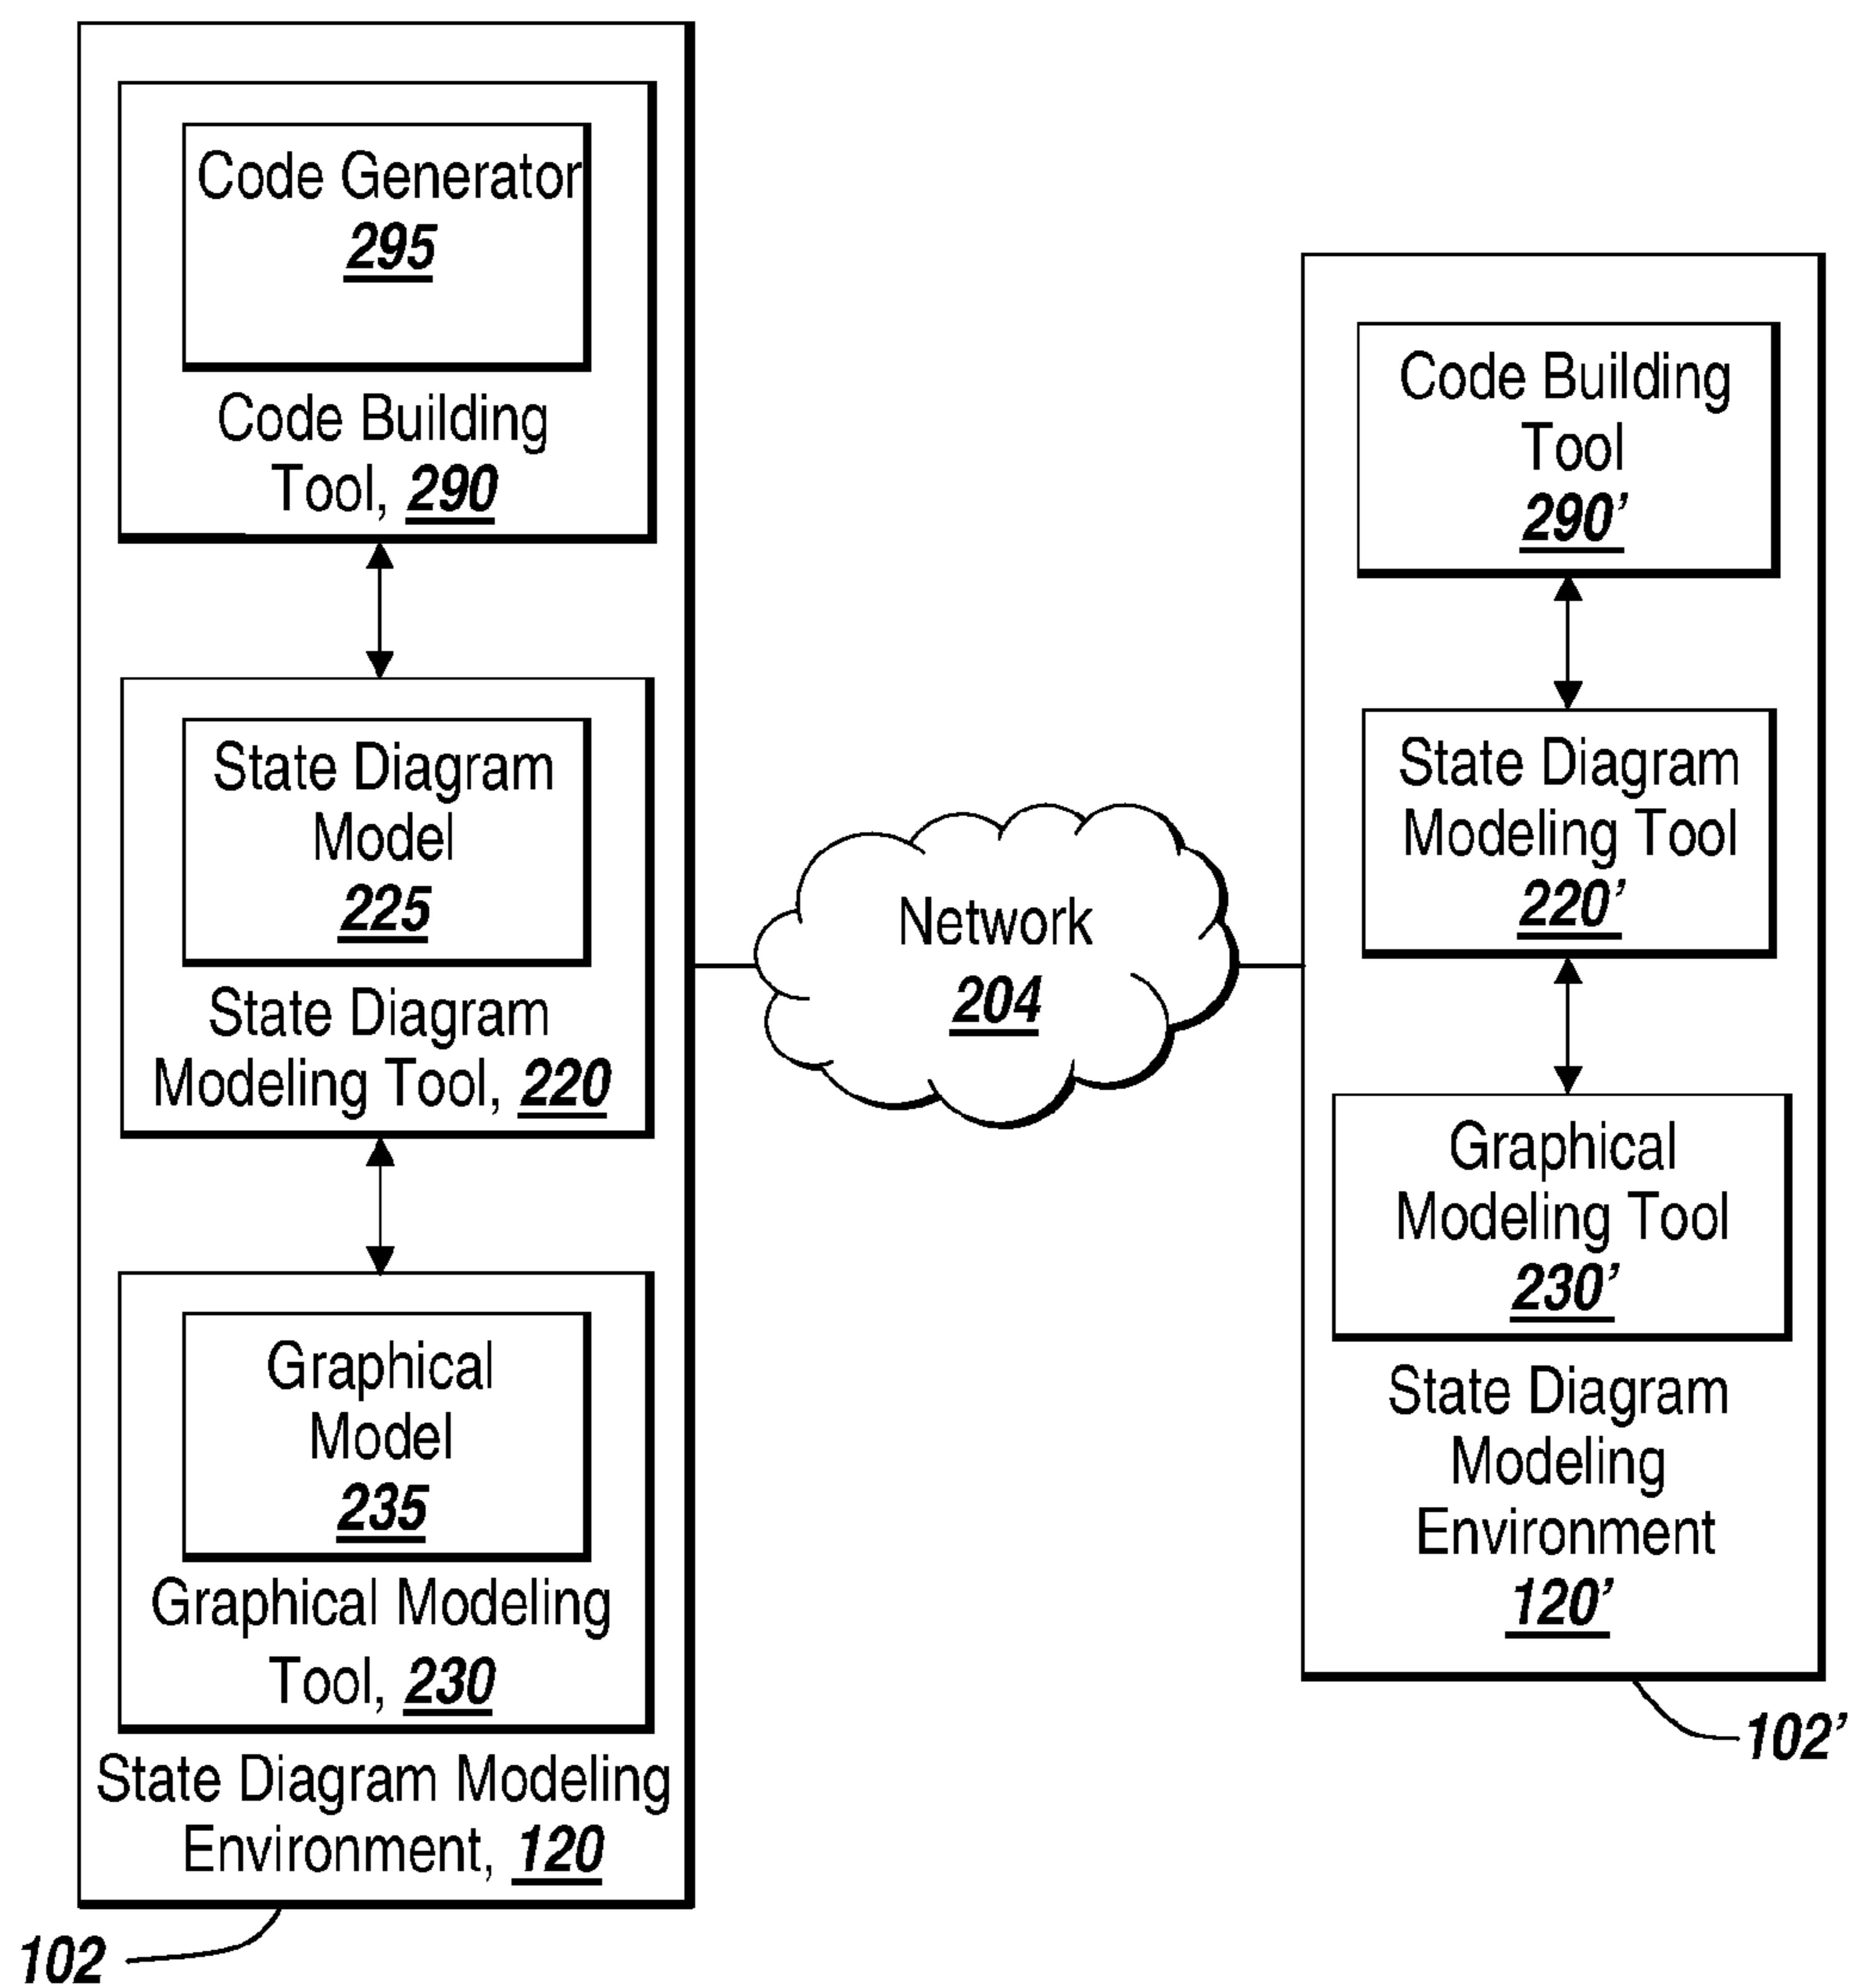 Code Generator
295
Code Building
Tool, 290
State Diagram
Model
225
State Diagram
Modeling Tool, 220
Graphical
Model
235
Graphical Modeling
Tool, 230
State Diagram Modeling
Environment, 120
102
Network
204
Code Building
Tool
290’
State Diagram
Modeling Tool
220’
Graphical
Modeling Tool
230’
State Diagram
Modeling
Environment
120’
102’